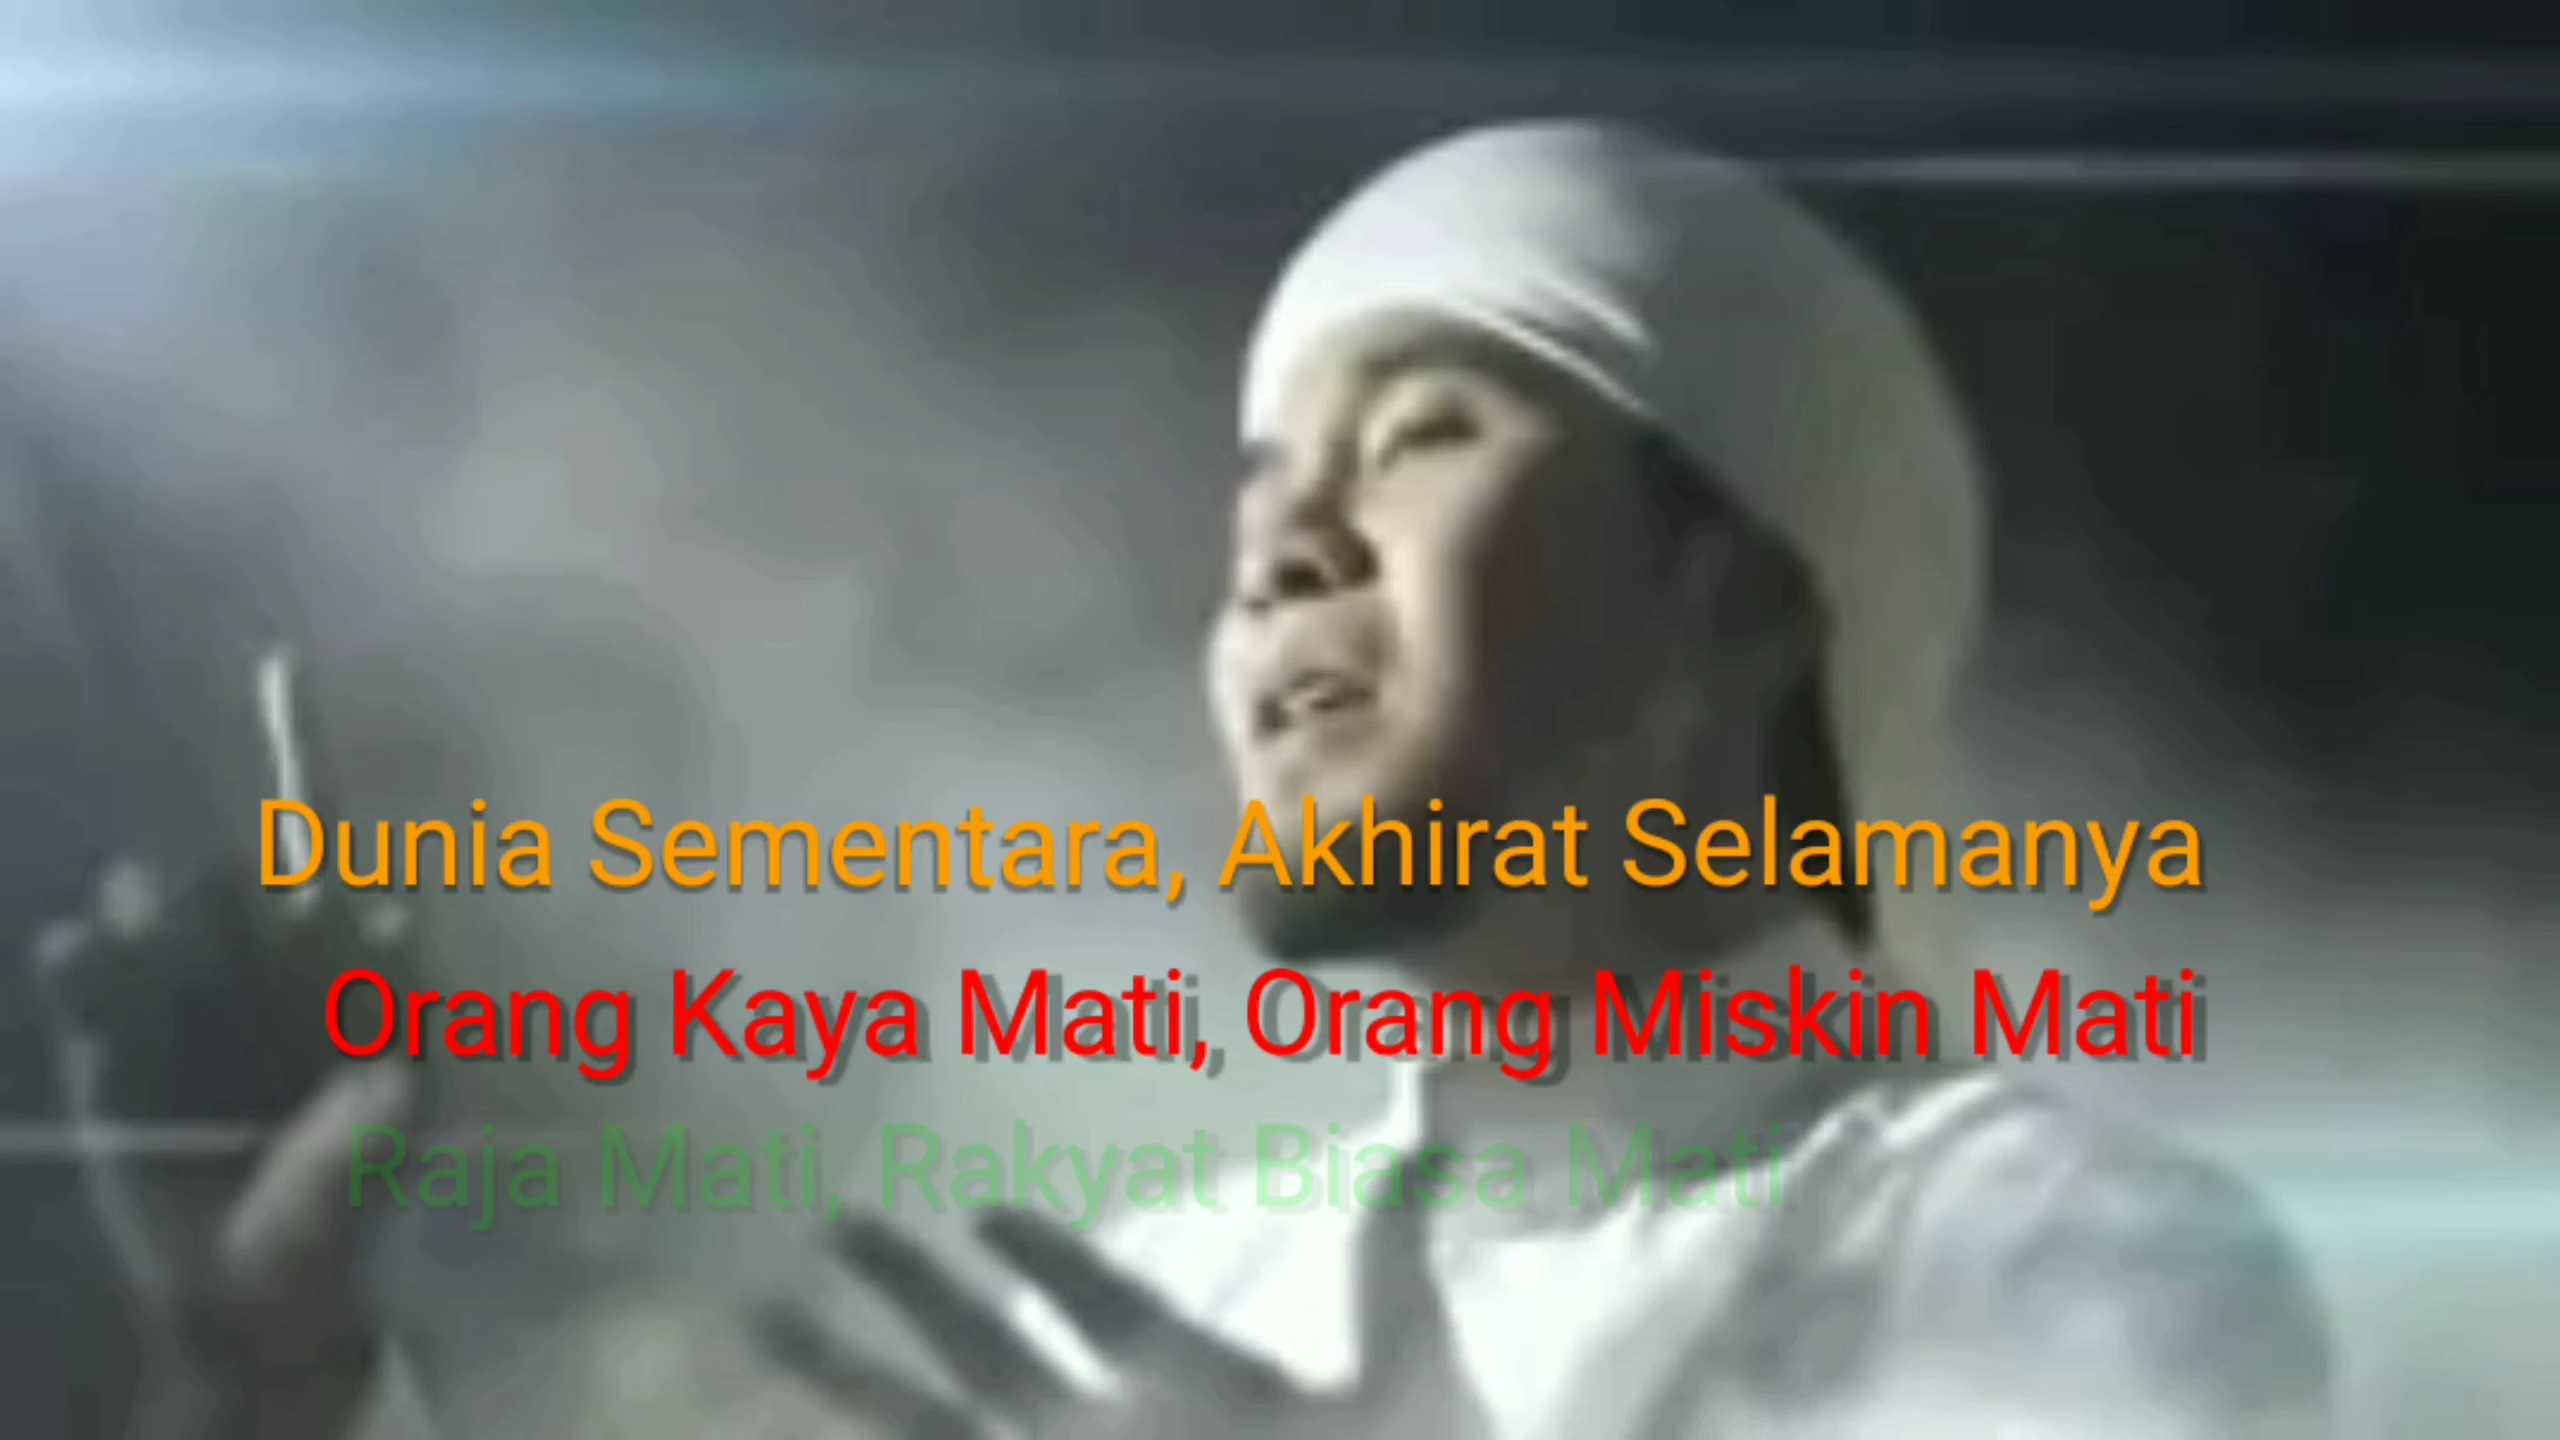 Dunia Sementara, Akhirat Selamanya
Orang Kaya Mati, Orang Miskin Mati
Raja Mati, Rakyat Biasa Mati